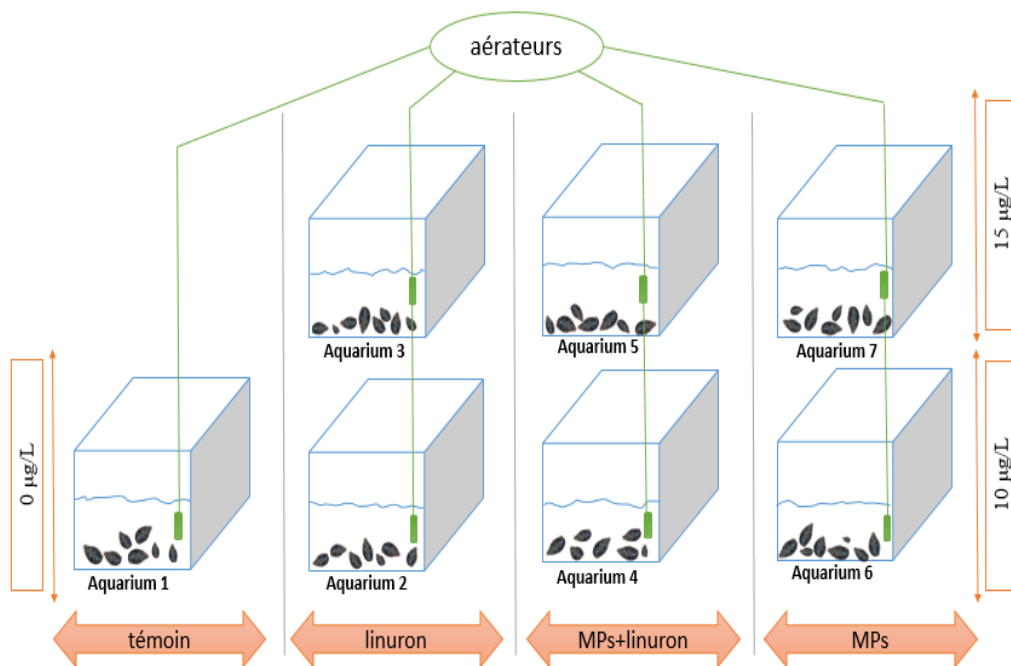 aérateurs
15 µg/L
Aquarium 3
Aquarium 5
Aquarium 7
0 µg/L
10 µg/L
Aquarium 1
Aquarium 2
Aquarium 4
Aquarium 6
témoin
linuron
MPs+linuron
MPs